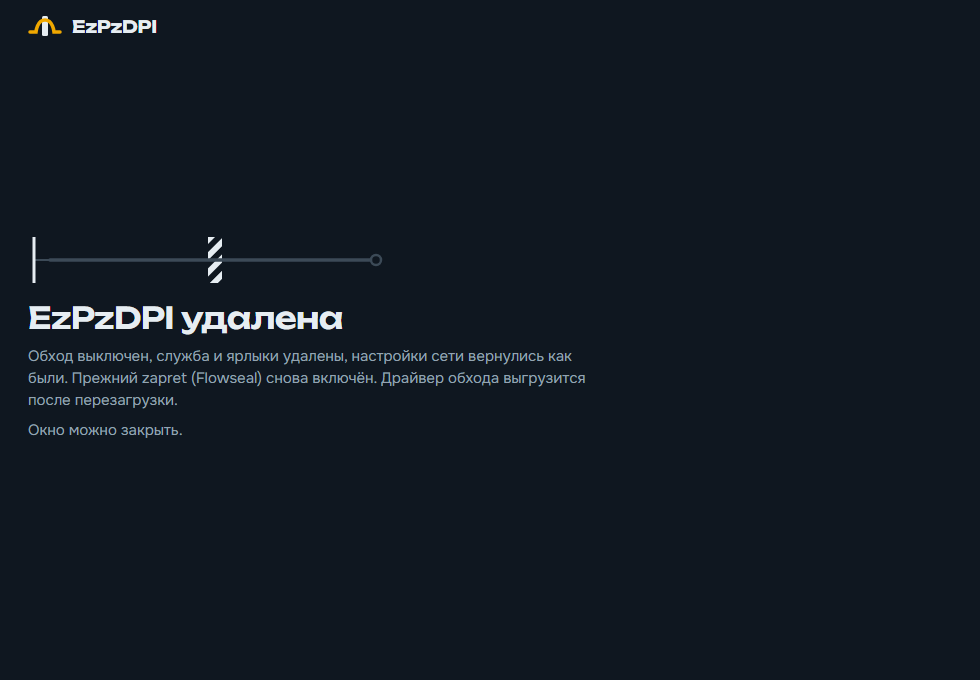 EzPzDPI
EzPzDPI удалена
Обход выключен, служба и ярлыки удалены, настройки сети вернулись как
были. Прежний zapret (Flowseal) снова включён. Драйвер обхода выгрузится
после перезагрузки.
Окно можно закрыть.